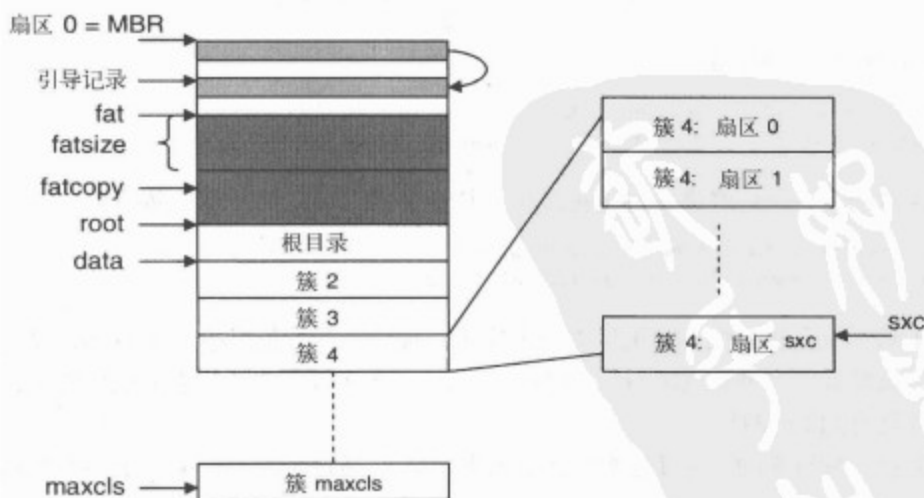 扇区 0 = MBR
引导记录
fat
fatsize
fatcopy
root
根目录
data
簇 2
簇 3
簇 4
maxcls
簇 maxcls
簇 4: 扇区 0
簇 4: 扇区 1
簇 4: 扇区 sxc
sxc